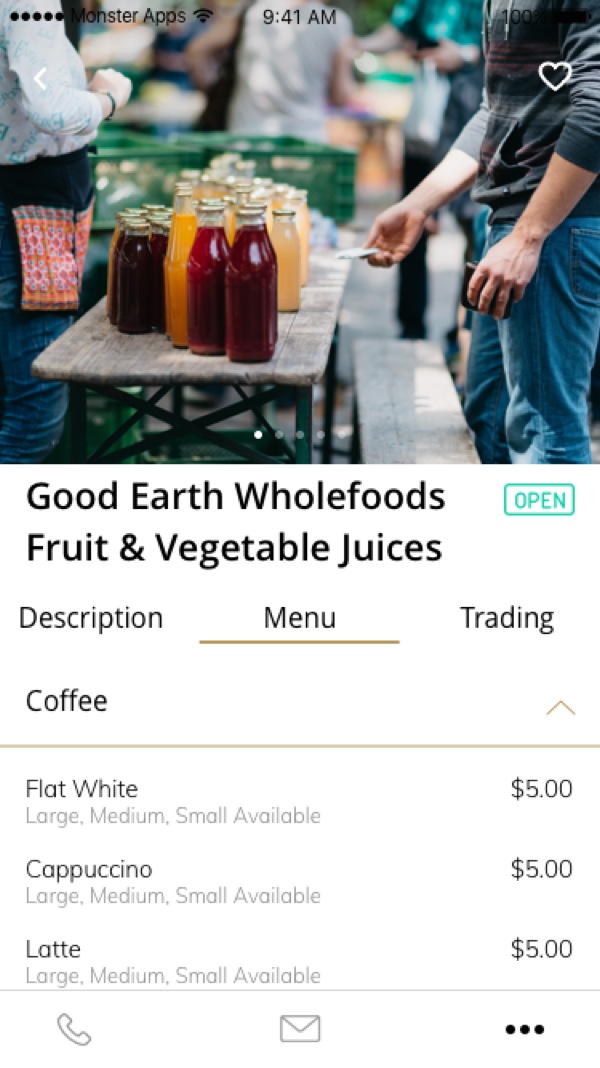 Monster Apps 9:41 AM 100%
Good Earth Wholefoods
Fruit & Vegetable Juices
OPEN
Description Menu Trading
Coffee
Flat White $5.00
Large, Medium, Small Available
Cappuccino $5.00
Large, Medium, Small Available
Latte $5.00
Large, Medium, Small Available